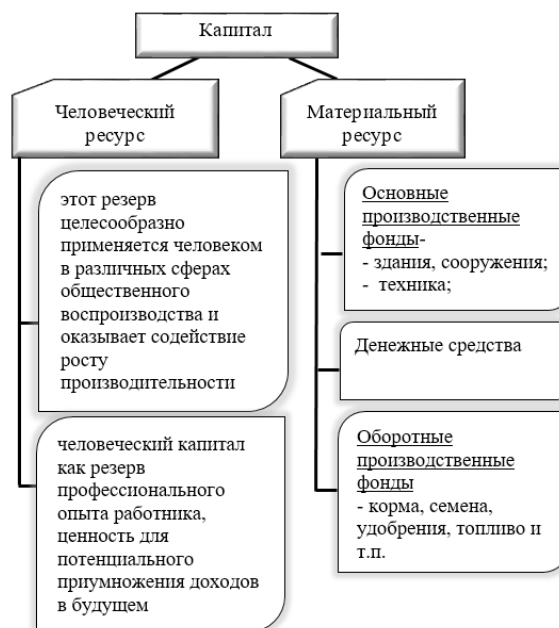 Капитал
Человеческий
ресурс
Материальный
ресурс
этот резерв
целесообразно
применяется человеком
в различных сферах
общественного
воспроизводства и
оказывает содействие
росту
производительности
человеческий капитал
как резерв
профессионального
опыта работника,
ценность для
потенциального
приумножения доходов
в будущем
Основные
производственные
фонды-
- здания, сооружения;
- техника;
Денежные средства
Оборотные
производственные
фонды
- корма, семена,
удобрения, топливо и
т.п.